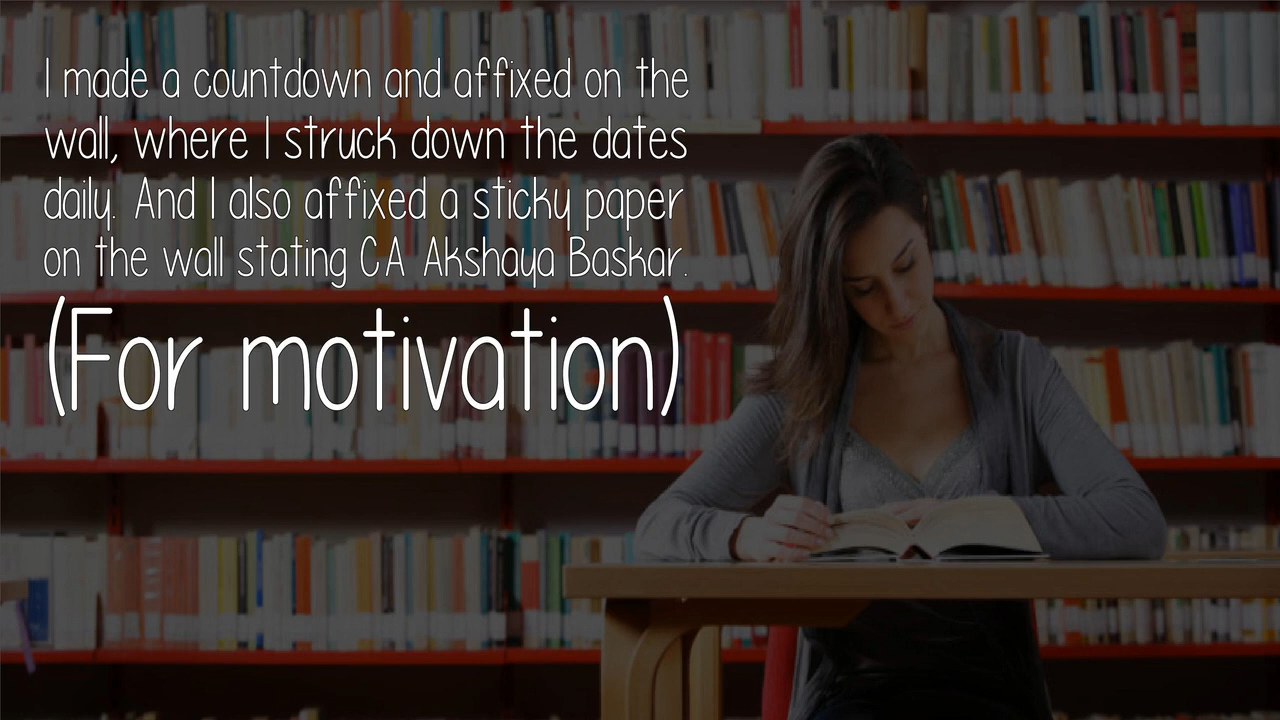 I made a countdown and affixed on the
wall, where I struck down the dates
daily. And I also affixed a sticky paper
on the wall stating CA Akshaya Baskar.
(For motivation)